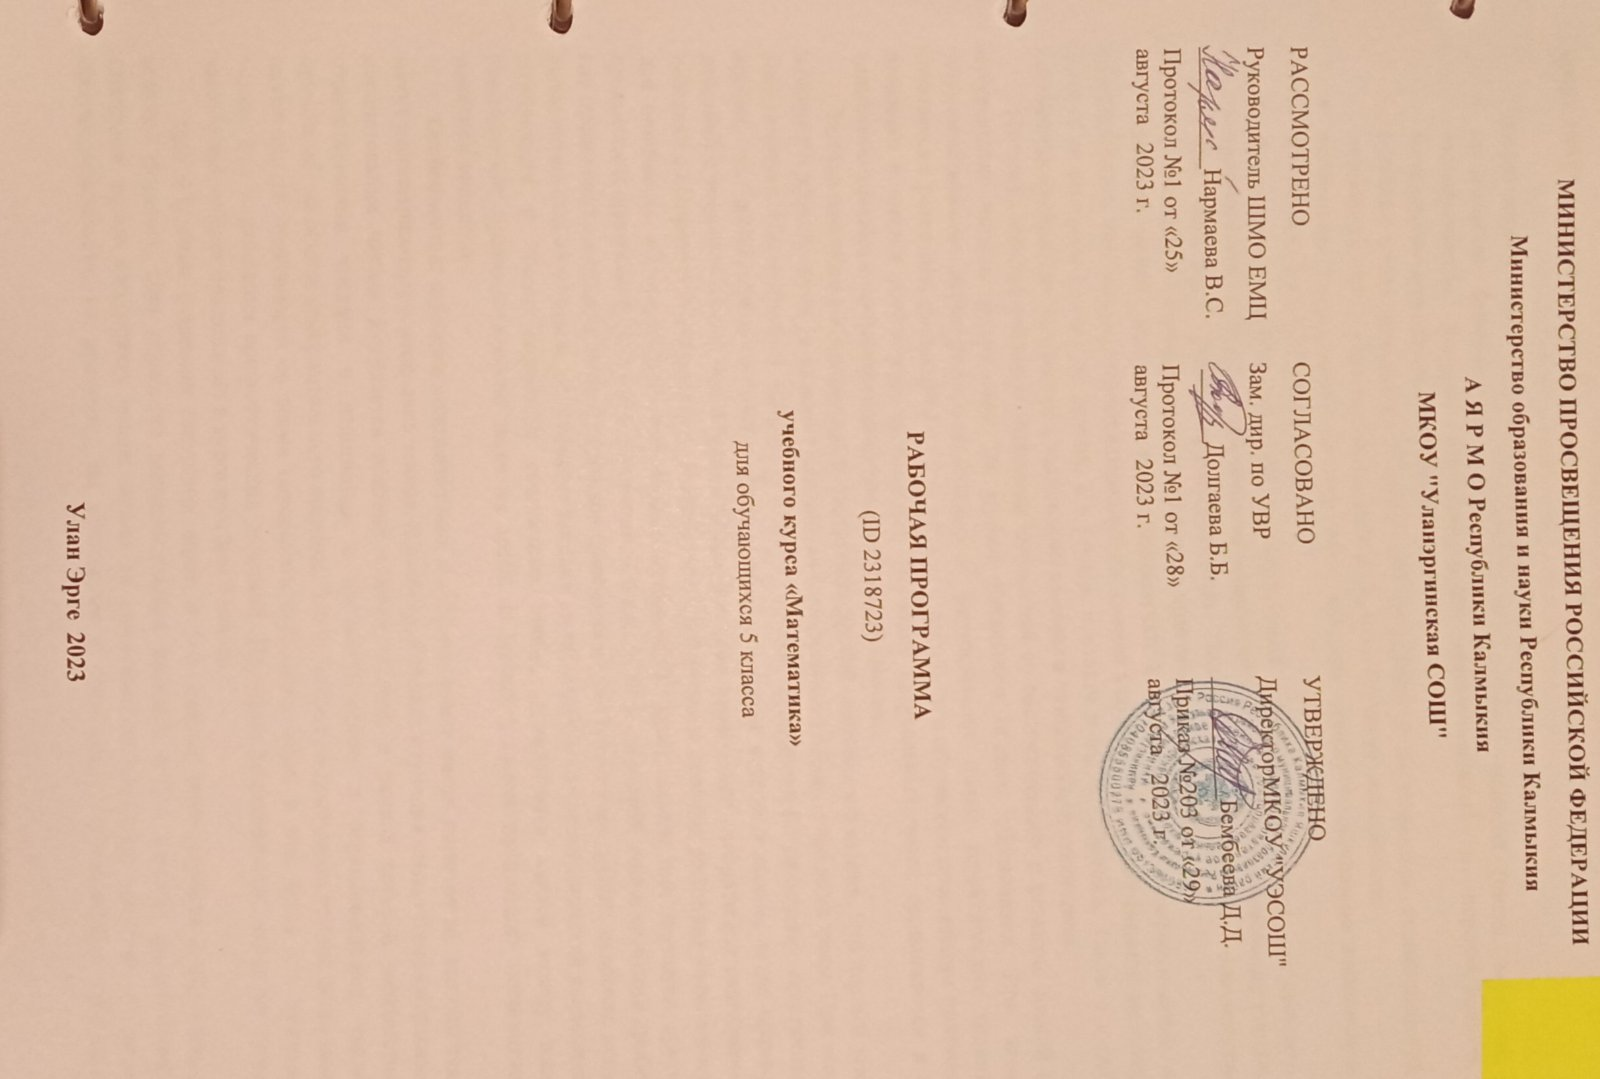 МИНИСТЕРСТВО ПРОСВЕЩЕНИЯ РОССИЙСКОЙ ФЕДЕРАЦИИ
Министерство образования и науки Республики Калмыкия
А Я Р М О Республики Калмыкия
МКОУ "Уланэргинская СОШ"
РАССМОТРЕНО
Руководитель ШМО ЕМЦ
Нармаева В.С.
Протокол №1 от «25»
августа 2023 г.
СОГЛАСОВАНО
Зам. дир. по УВР
Долгаева Б.Б.
Протокол №1 от «28»
августа 2023 г.
УТВЕРЖДЕНО
ДиректорМКОУ "УЭСОШ"
Бембеева Д.Д.
Приказ №203 от «29»
августа 2023 г.
РАБОЧАЯ ПРОГРАММА
(ID 2318723)
учебного курса «Математика»
для обучающихся 5 класса
Улан Эрге 2023